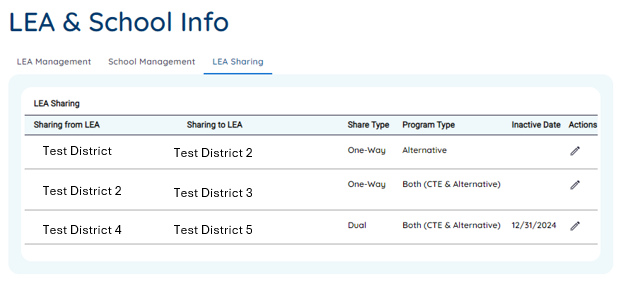 LEA & School Info
LEA Management School Management LEA Sharing
LEA Sharing
Sharing from LEA Sharing to LEA Share Type Program Type Inactive Date Actions
Test District Test District 2 One-Way Alternative
Test District 2 Test District 3 One-Way Both (CTE & Alternative)
Test District 4 Test District 5 Dual Both (CTE & Alternative) 12/31/2024